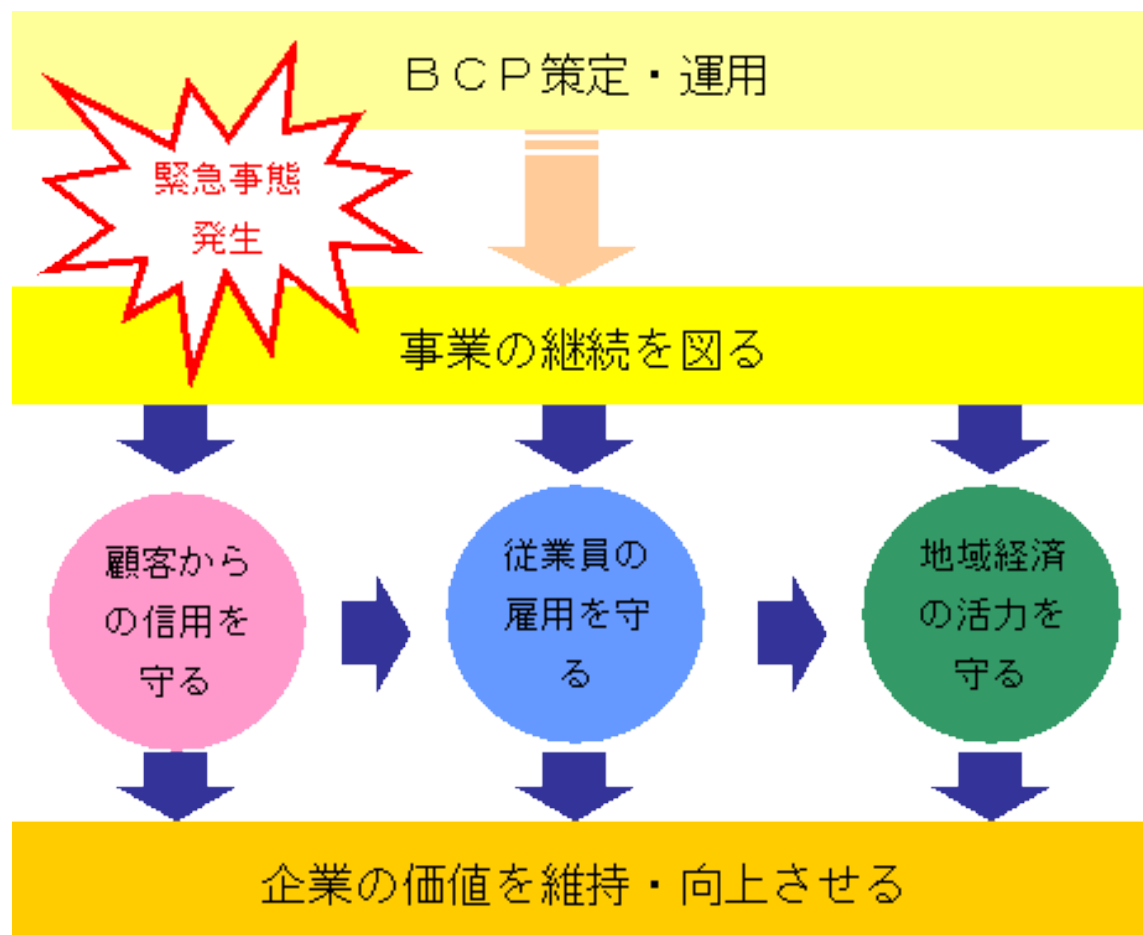 ＢＣＰ策定・運用
緊急事態
発生
事業の継続を図る
顧客から
の信用を
守る
従業員の
雇用を守
る
地域経済
の活力を
守る
企業の価値を維持・向上させる